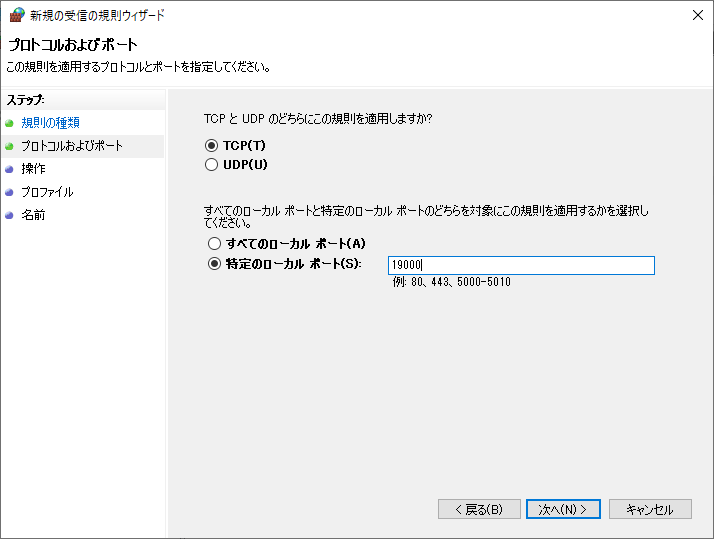 新規の受信の規則ウィザード
プロトコルおよびポート
この規則を適用するプロトコルとポートを指定してください。
ステップ:
規則の種類
プロトコルおよびポート
操作
プロファイル
名前
TCP と UDP のどちらにこの規則を適用しますか?
TCP(T)
UDP(U)
すべてのローカル ポートと特定のローカル ポートのどちらを対象にこの規則を適用するかを選択し
てください。
すべてのローカル ポート(A)
特定のローカル ポート(S):
19000
例: 80、443、5000-5010
< 戻る(B)
次へ(N) >
キャンセル